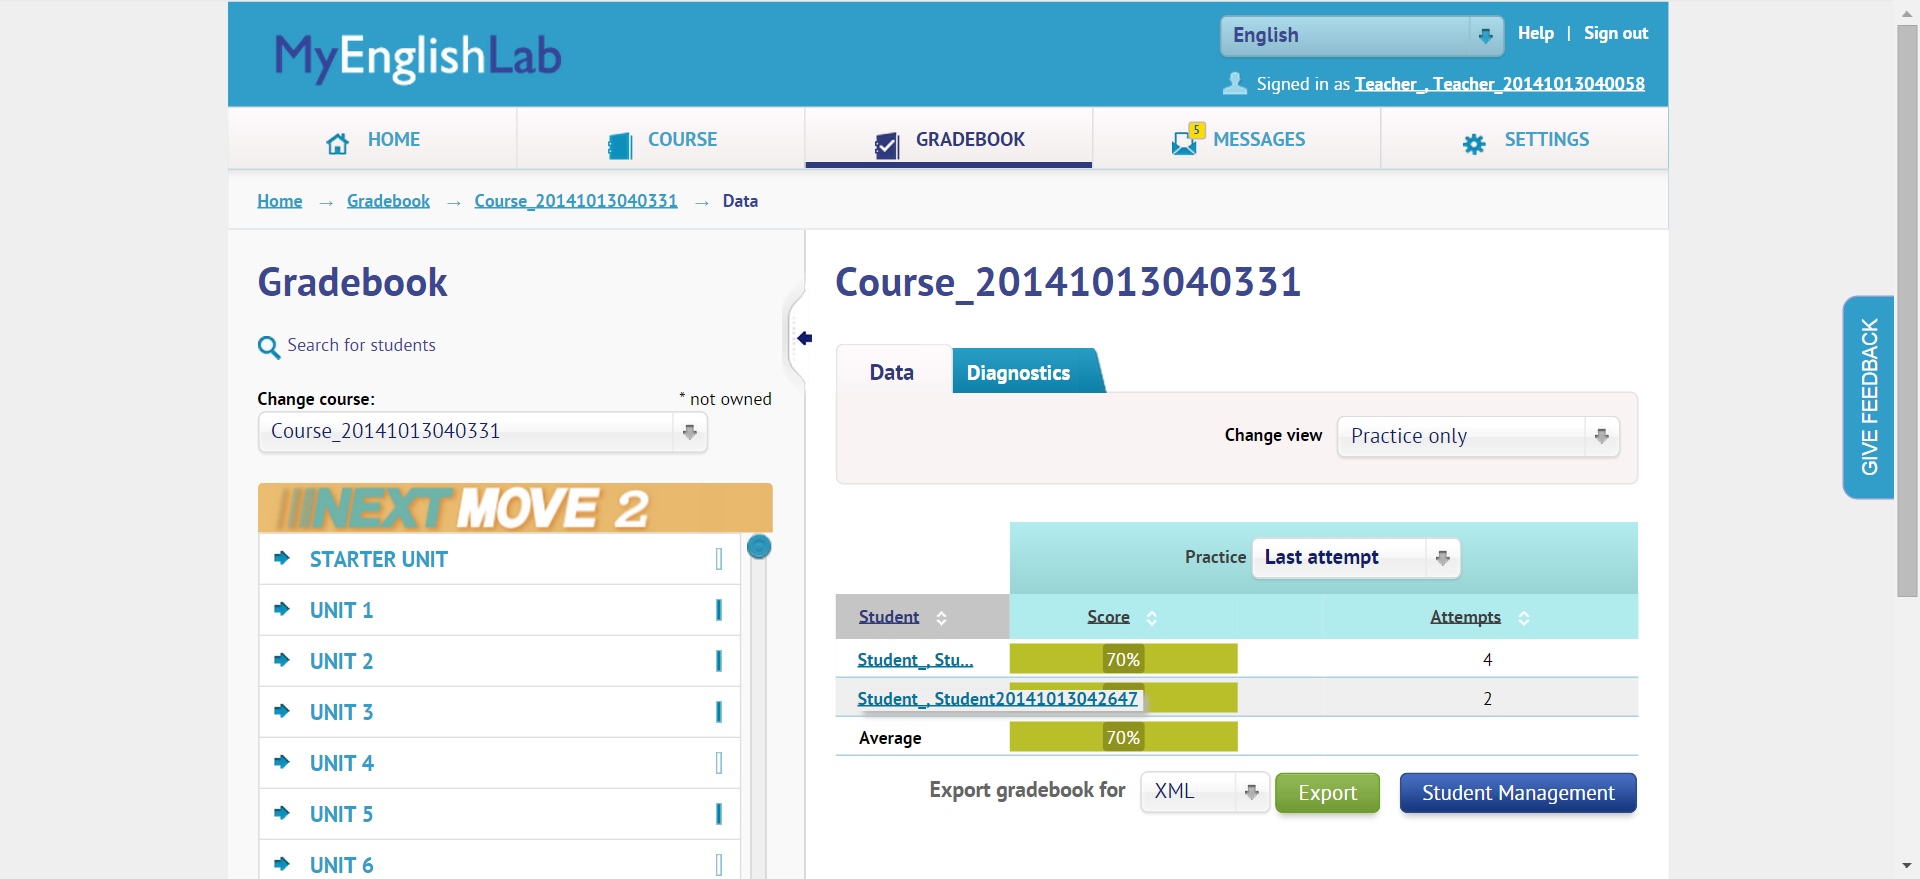 MyEnglishLab
English
Help | Sign out
Signed in as Teacher_, Teacher_20141013040058
HOME
COURSE
GRADEBOOK
5
MESSAGES
SETTINGS
Home → Gradebook → Course_20141013040331 → Data
Gradebook
Search for students
Change course:
* not owned
Course_20141013040331
NEXT MOVE 2
STARTER UNIT
UNIT 1
UNIT 2
UNIT 3
UNIT 4
UNIT 5
UNIT 6
Course_20141013040331
Data
Diagnostics
Change view
Practice only
Practice
Last attempt
Student
Score
Attempts
Student_, Stu...
70%
4
Student_, Student20141013042647
2
Average
70%
Export gradebook for
XML
Export
Student Management
GIVE FEEDBACK